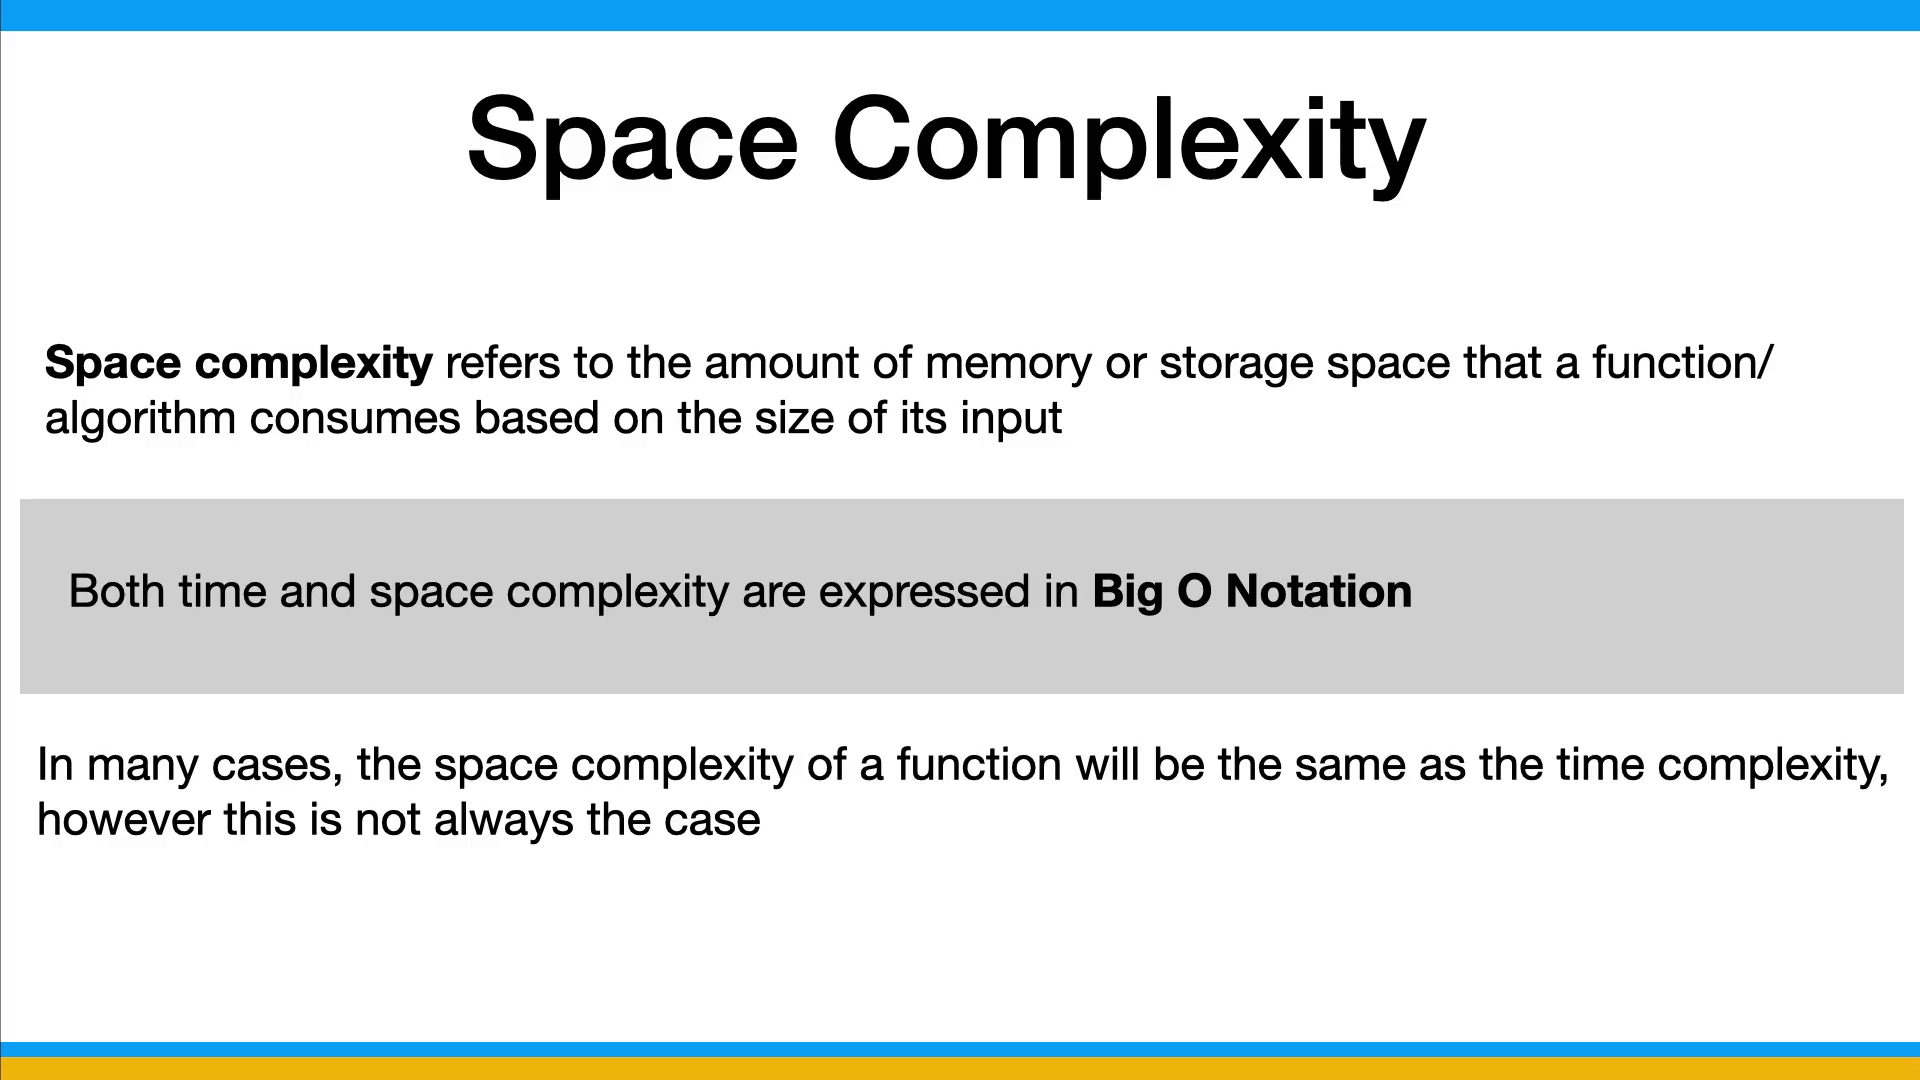 Space Complexity
Space complexity refers to the amount of memory or storage space that a function/
algorithm consumes based on the size of its input
Both time and space complexity are expressed in Big O Notation
In many cases, the space complexity of a function will be the same as the time complexity,
however this is not always the case